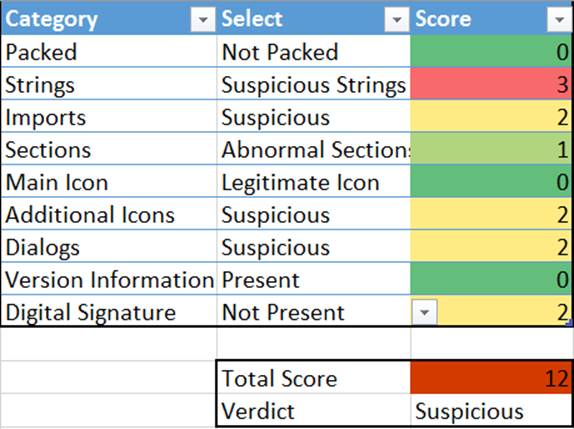 Category Select Score
Packed Not Packed 0
Strings Suspicious Strings 3
Imports Suspicious 2
Sections Abnormal Sections 1
Main Icon Legitimate Icon 0
Additional Icons Suspicious 2
Dialogs Suspicious 2
Version Information Present 0
Digital Signature Not Present 2
Total Score 12
Verdict Suspicious